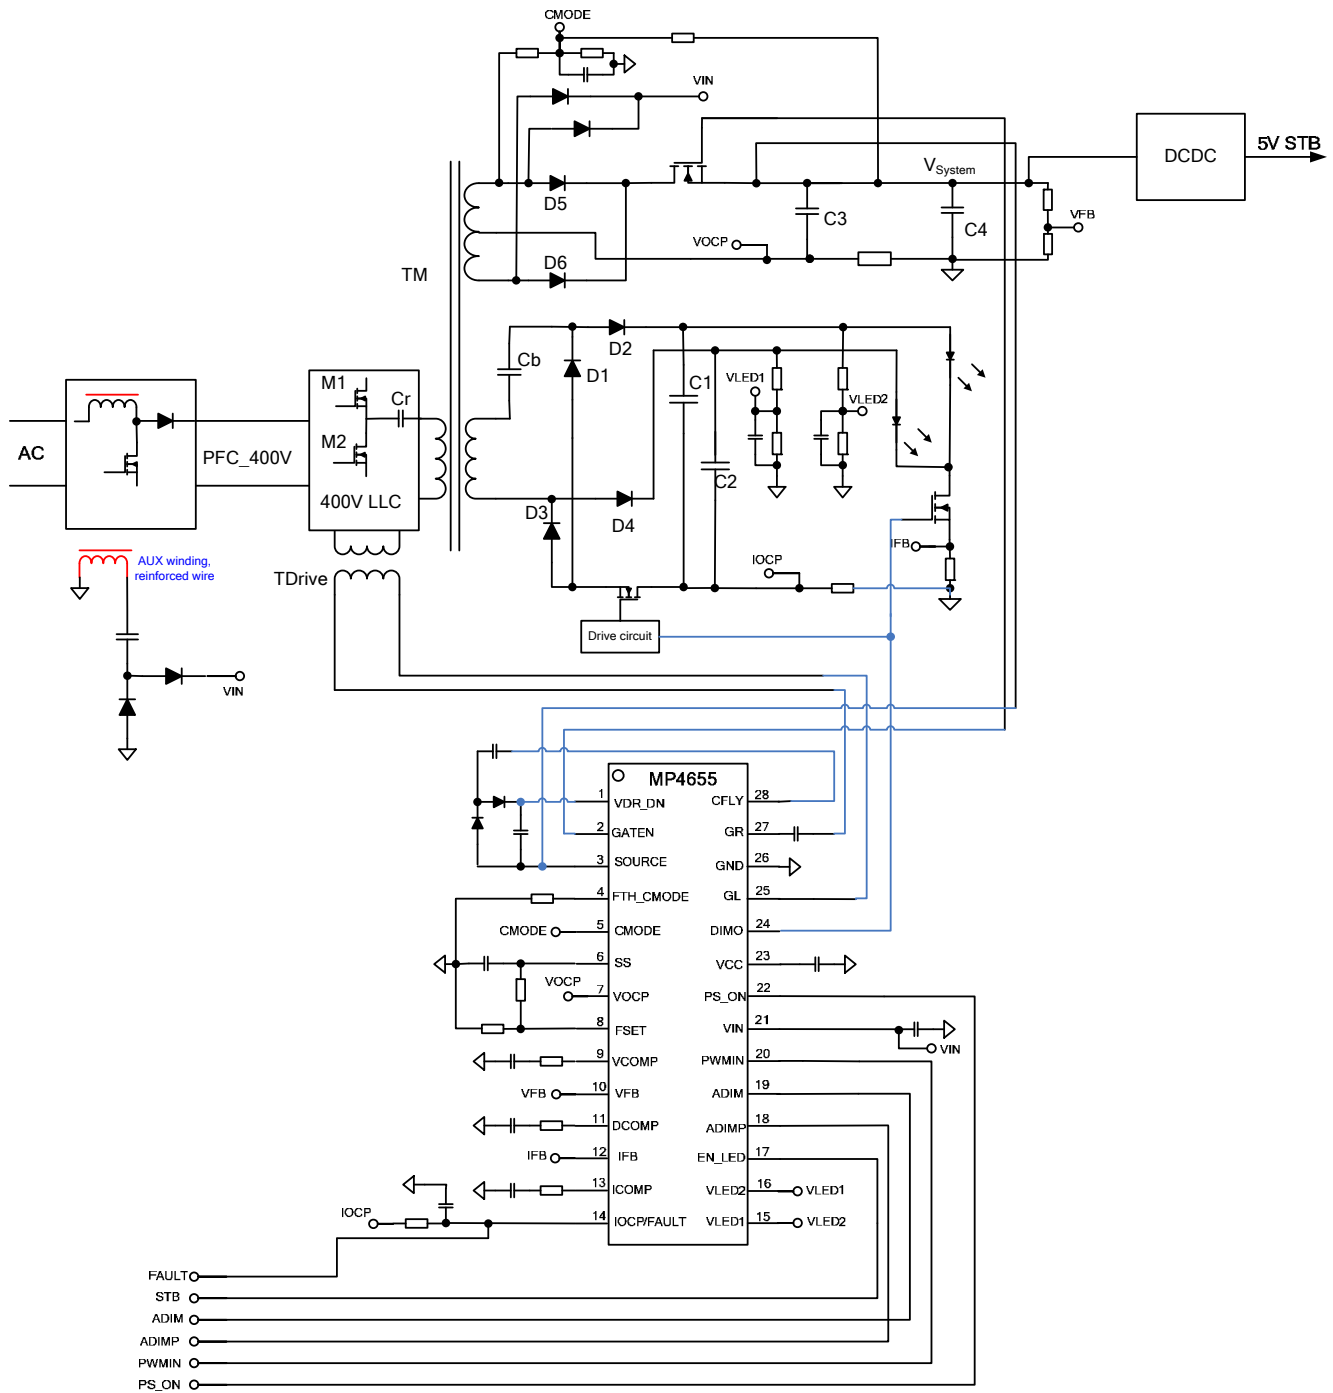 CMODE
VIN
DCDC
5V STB
VSystem
D5
C3
C4
VFB
VOCP
TM
D6
D2
Cb
D1
C1
VLED1
VLED2
M1
Cr
AC
M2
PFC_400V
400V LLC
C2
D3
D4
IFB
AUX winding,
reinforced wire
IOCP
TDrive
Drive circuit
VIN
MP4655
1 VDR_DN
CFLY 28
2 GATEN
GR 27
3 SOURCE
GND 26
4 FTH_CMODE
GL 25
CMODE 5 CMODE
DIMO 24
6 SS
VCC 23
VOCP 7 VOCP
PS_ON 22
8 FSET
VIN 21
VIN
9 VCOMP
PWMIN 20
VFB 10 VFB
ADIM 19
11 DCOMP
ADIMP 18
IFB 12 IFB
EN_LED 17
13 ICOMP
VLED2 16 VLED1
IOCP 14 IOCP/FAULT
VLED1 15 VLED2
FAULT
STB
ADIM
ADIMP
PWMIN
PS_ON